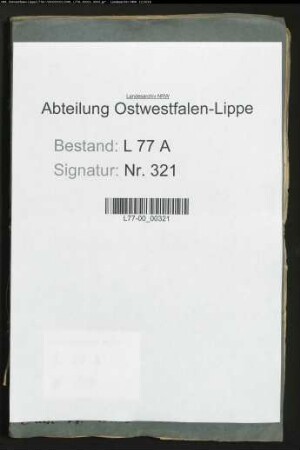 Landesarchiv NRW
Abteilung Ostwestfalen-Lippe
Bestand: L 77 A
Signatur: Nr. 321
L77-00_00321